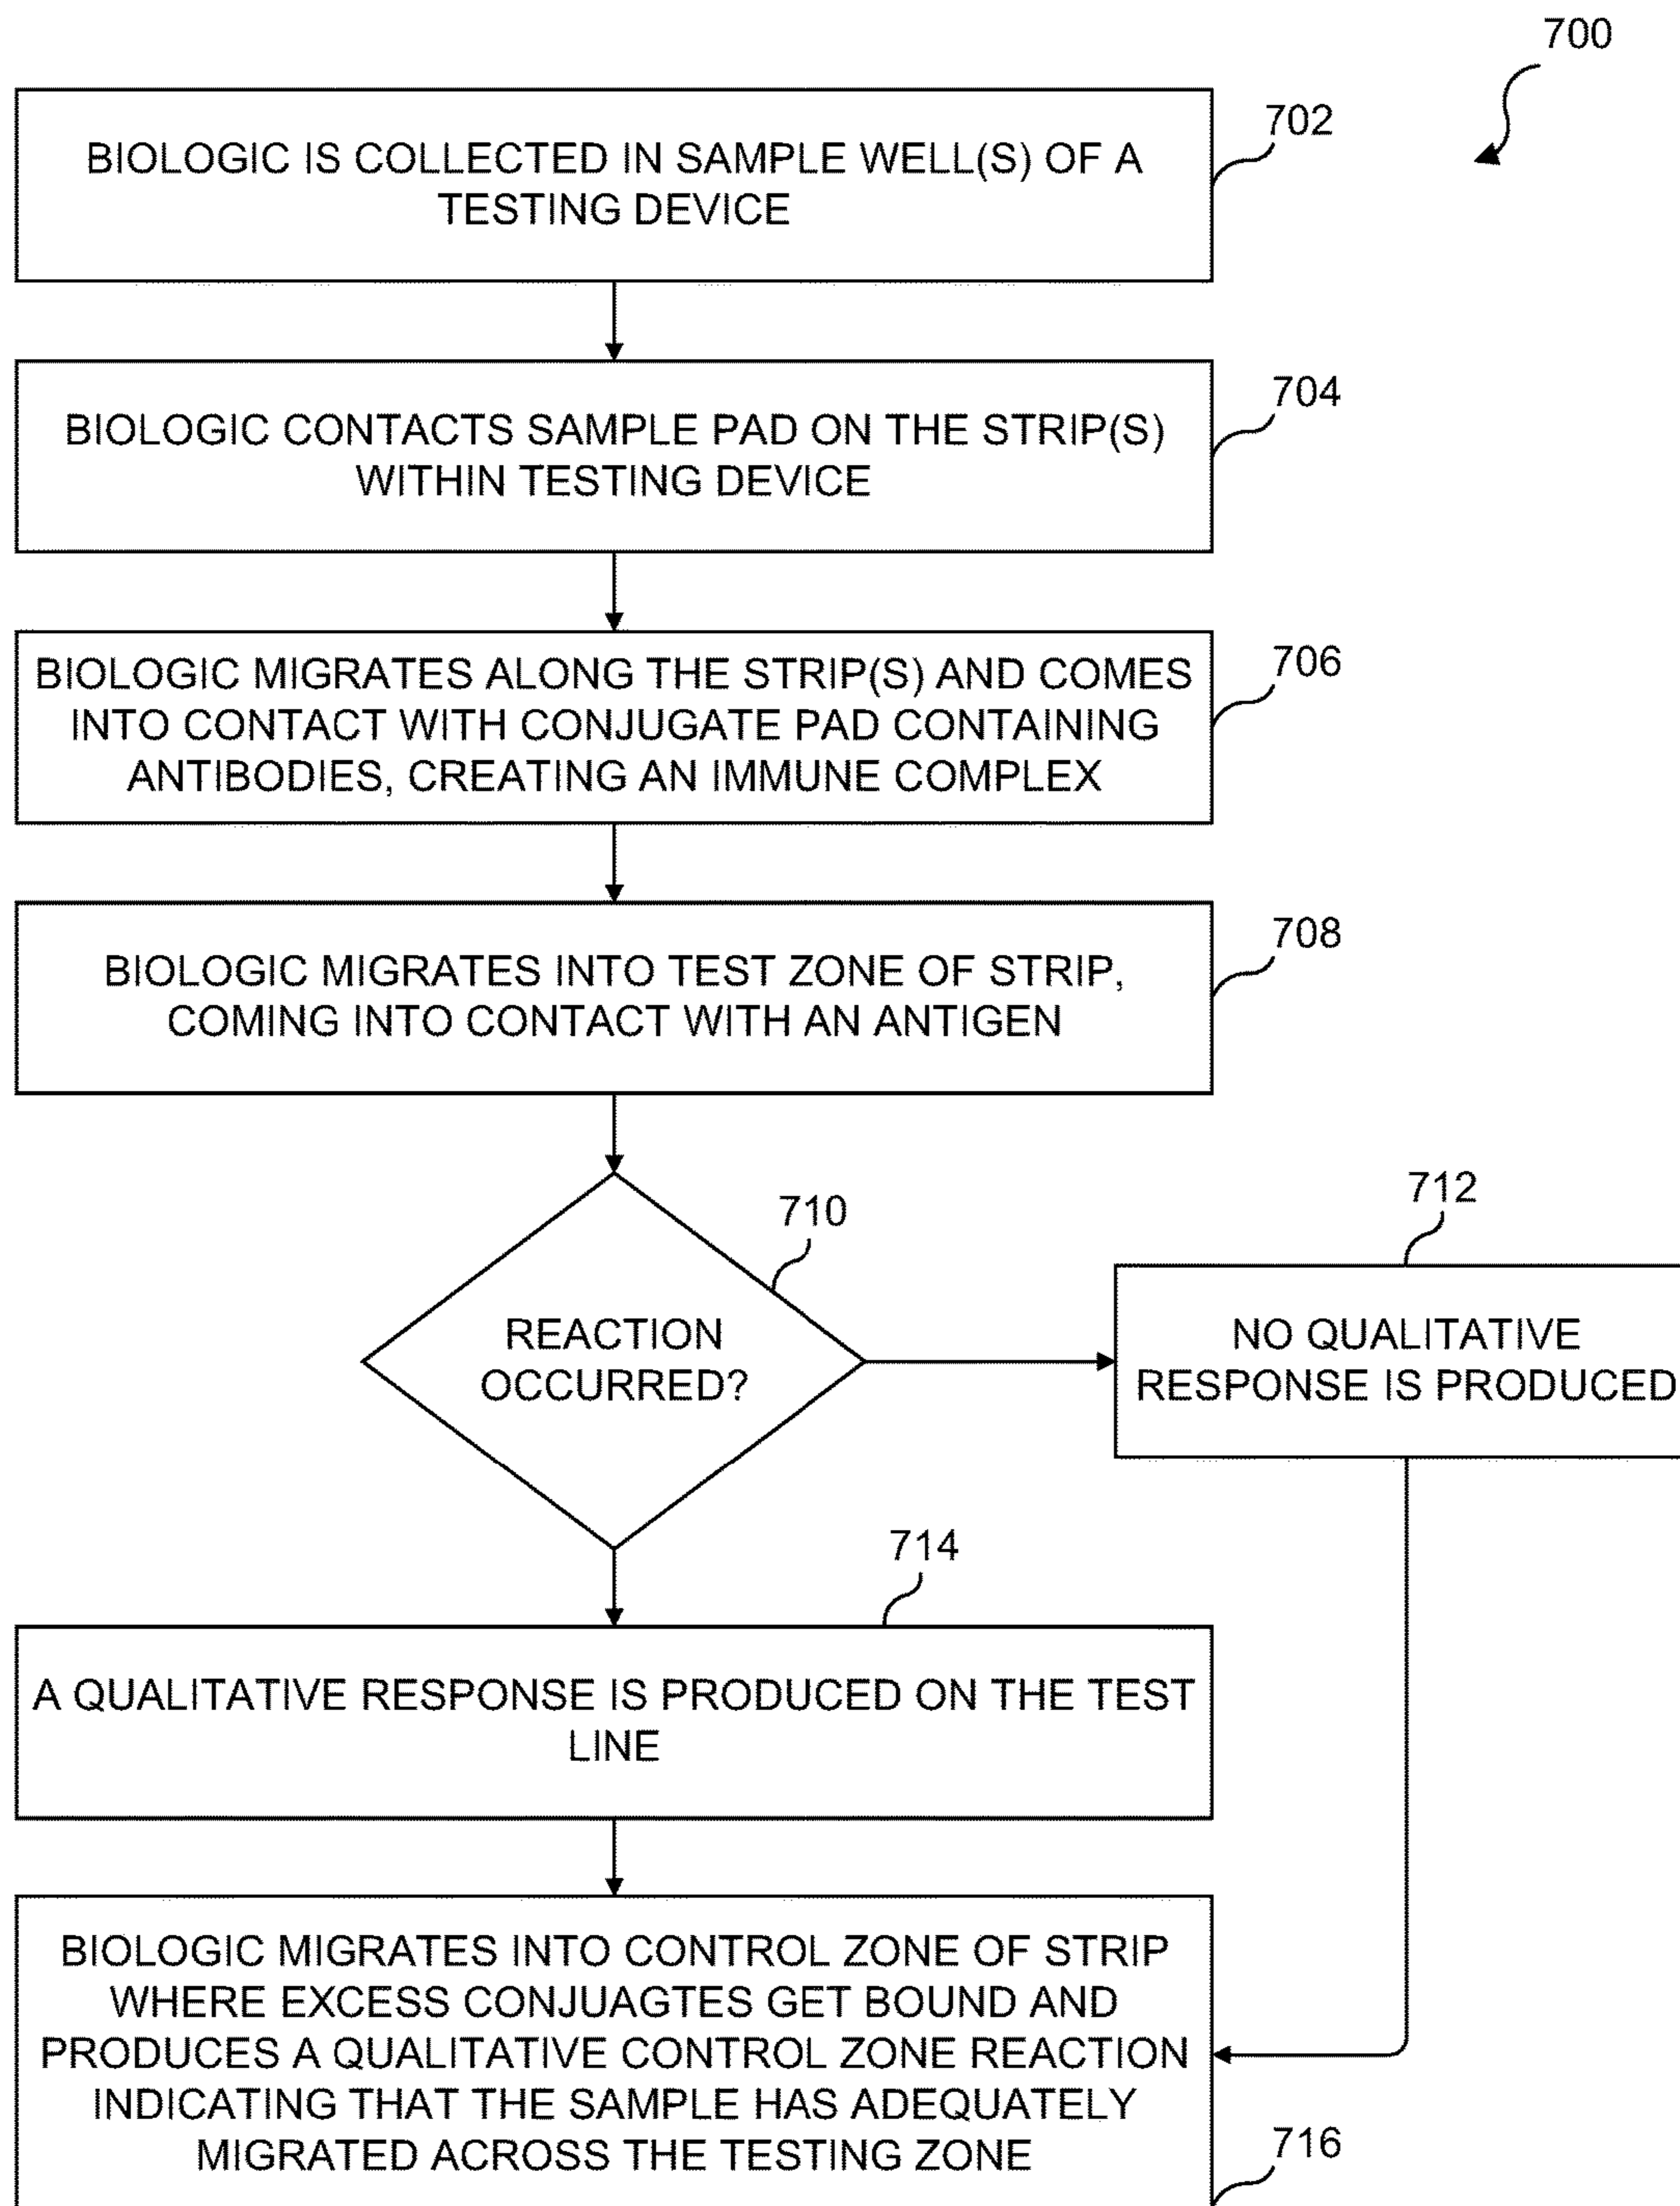 700
702
BIOLOGIC IS COLLECTED IN SAMPLE WELL(S) OF A
TESTING DEVICE
704
BIOLOGIC CONTACTS SAMPLE PAD ON THE STRIP(S)
WITHIN TESTING DEVICE
706
BIOLOGIC MIGRATES ALONG THE STRIP(S) AND COMES
INTO CONTACT WITH CONJUGATE PAD CONTAINING
ANTIBODIES, CREATING AN IMMUNE COMPLEX
708
BIOLOGIC MIGRATES INTO TEST ZONE OF STRIP,
COMING INTO CONTACT WITH AN ANTIGEN
710
REACTION
OCCURRED?
712
NO QUALITATIVE
RESPONSE IS PRODUCED
714
A QUALITATIVE RESPONSE IS PRODUCED ON THE TEST
LINE
BIOLOGIC MIGRATES INTO CONTROL ZONE OF STRIP
WHERE EXCESS CONJUAGTES GET BOUND AND
PRODUCES A QUALITATIVE CONTROL ZONE REACTION
INDICATING THAT THE SAMPLE HAS ADEQUATELY
MIGRATED ACROSS THE TESTING ZONE
716